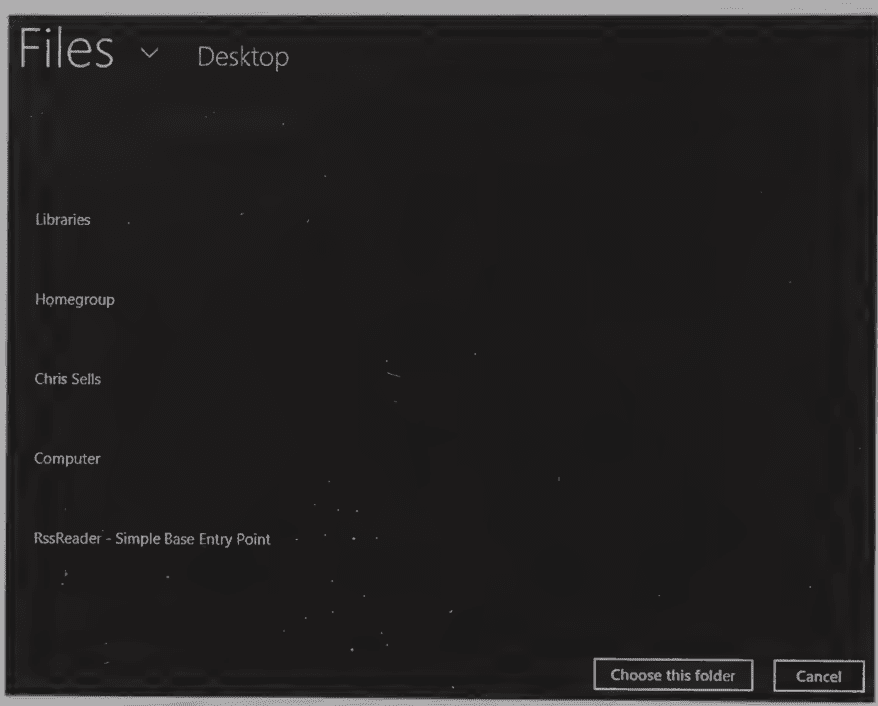 Files Desktop
Libraries
Homegroup
Chris Sells
Computer
RssReader - Simple Base Entry Point
Choose this folder Cancel